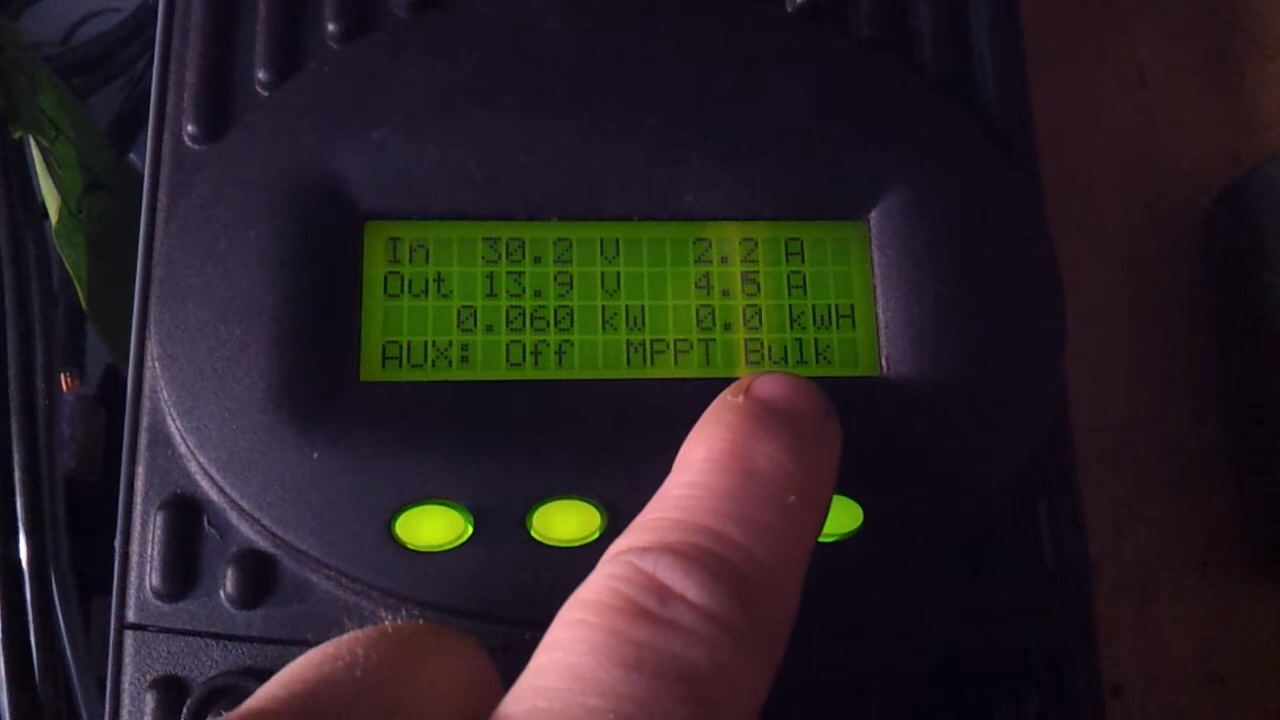 In 30.2 V 2.2 A
Out 13.9 V 4.5 A
0.060 kW 0.0 kWH
AUX: Off MPPT Bulk